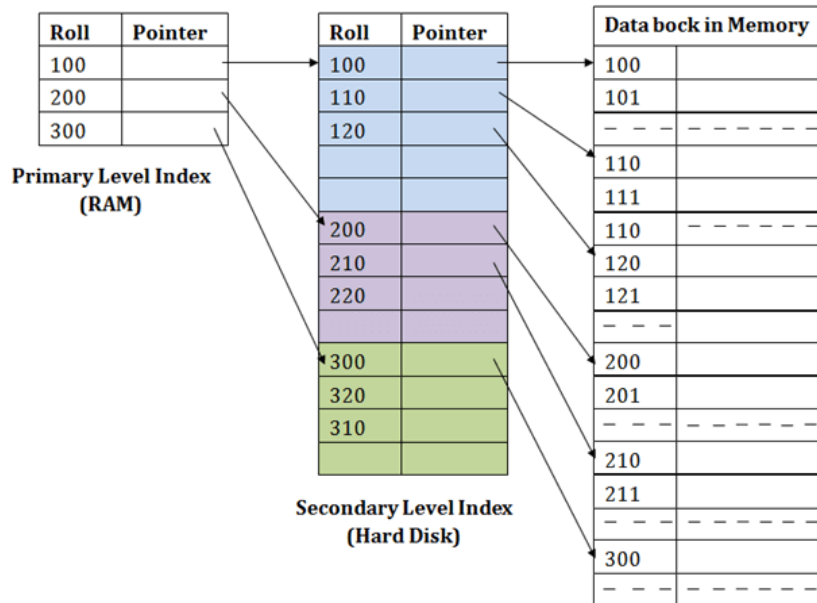 Roll Pointer
100
200
300
Primary Level Index
(RAM)
Roll Pointer
100
110
120
200
210
220
300
320
310
Secondary Level Index
(Hard Disk)
Data bock in Memory
100
101
– – – – – – – – –
110
111
110 – – – – – –
120
121
– – –
200
201
– – – – – – – – –
210
211
– – – – – – – – –
300
– – – – – – – – –